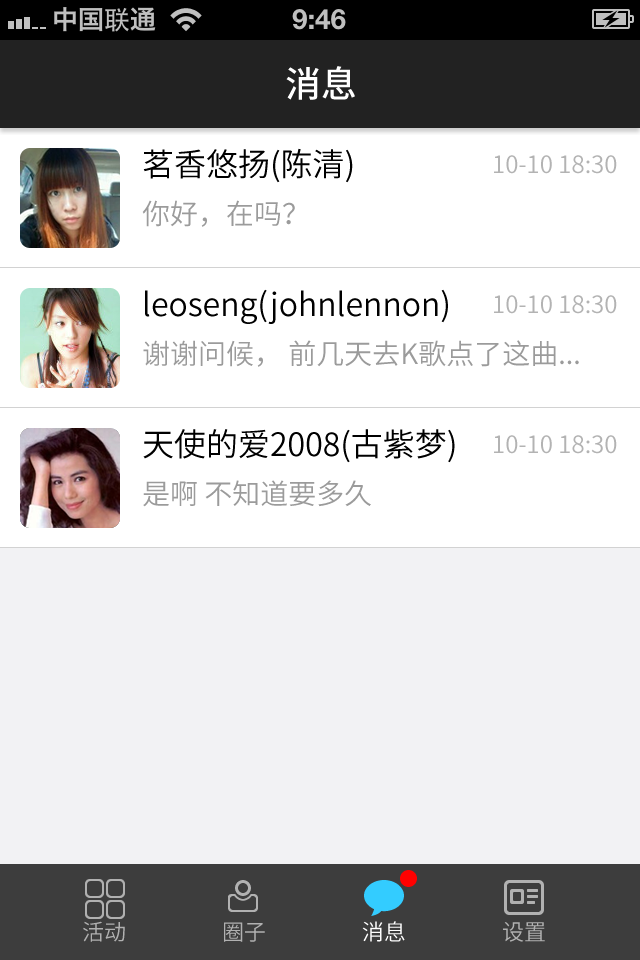 中国联通 9:46
消息
茗香悠扬(陈清) 10-10 18:30
你好，在吗？
leoseng(johnlennon) 10-10 18:30
谢谢问候， 前几天去K歌点了这曲...
天使的爱2008(古紫梦) 10-10 18:30
是啊 不知道要多久
活动 圈子 消息 设置